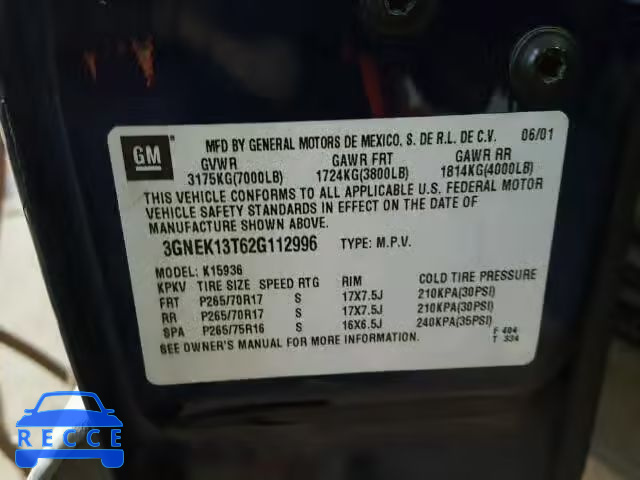 GM
MFD BY GENERAL MOTORS DE MEXICO, S. DE R.L. DE C.V. 06/01
GVWR GAWR FRT GAWR RR
3175KG(7000LB) 1724KG(3800LB) 1814KG(4000LB)
THIS VEHICLE CONFORMS TO ALL APPLICABLE U.S. FEDERAL MOTOR
VEHICLE SAFETY STANDARDS IN EFFECT ON THE DATE OF
MANUFACTURE SHOWN ABOVE.
3GNEK13T62G112996 TYPE: M.P.V.
MODEL: K15936
KPKV TIRE SIZE SPEED RTG RIM COLD TIRE PRESSURE
FRT P265/70R17 S 17X7.5J 210KPA(30PSI)
RR P265/70R17 S 17X7.5J 210KPA(30PSI)
SPA P265/75R16 S 16X6.5J 240KPA(35PSI)
SEE OWNER'S MANUAL FOR MORE INFORMATION.
F 404
T 334
RECORD
SEE